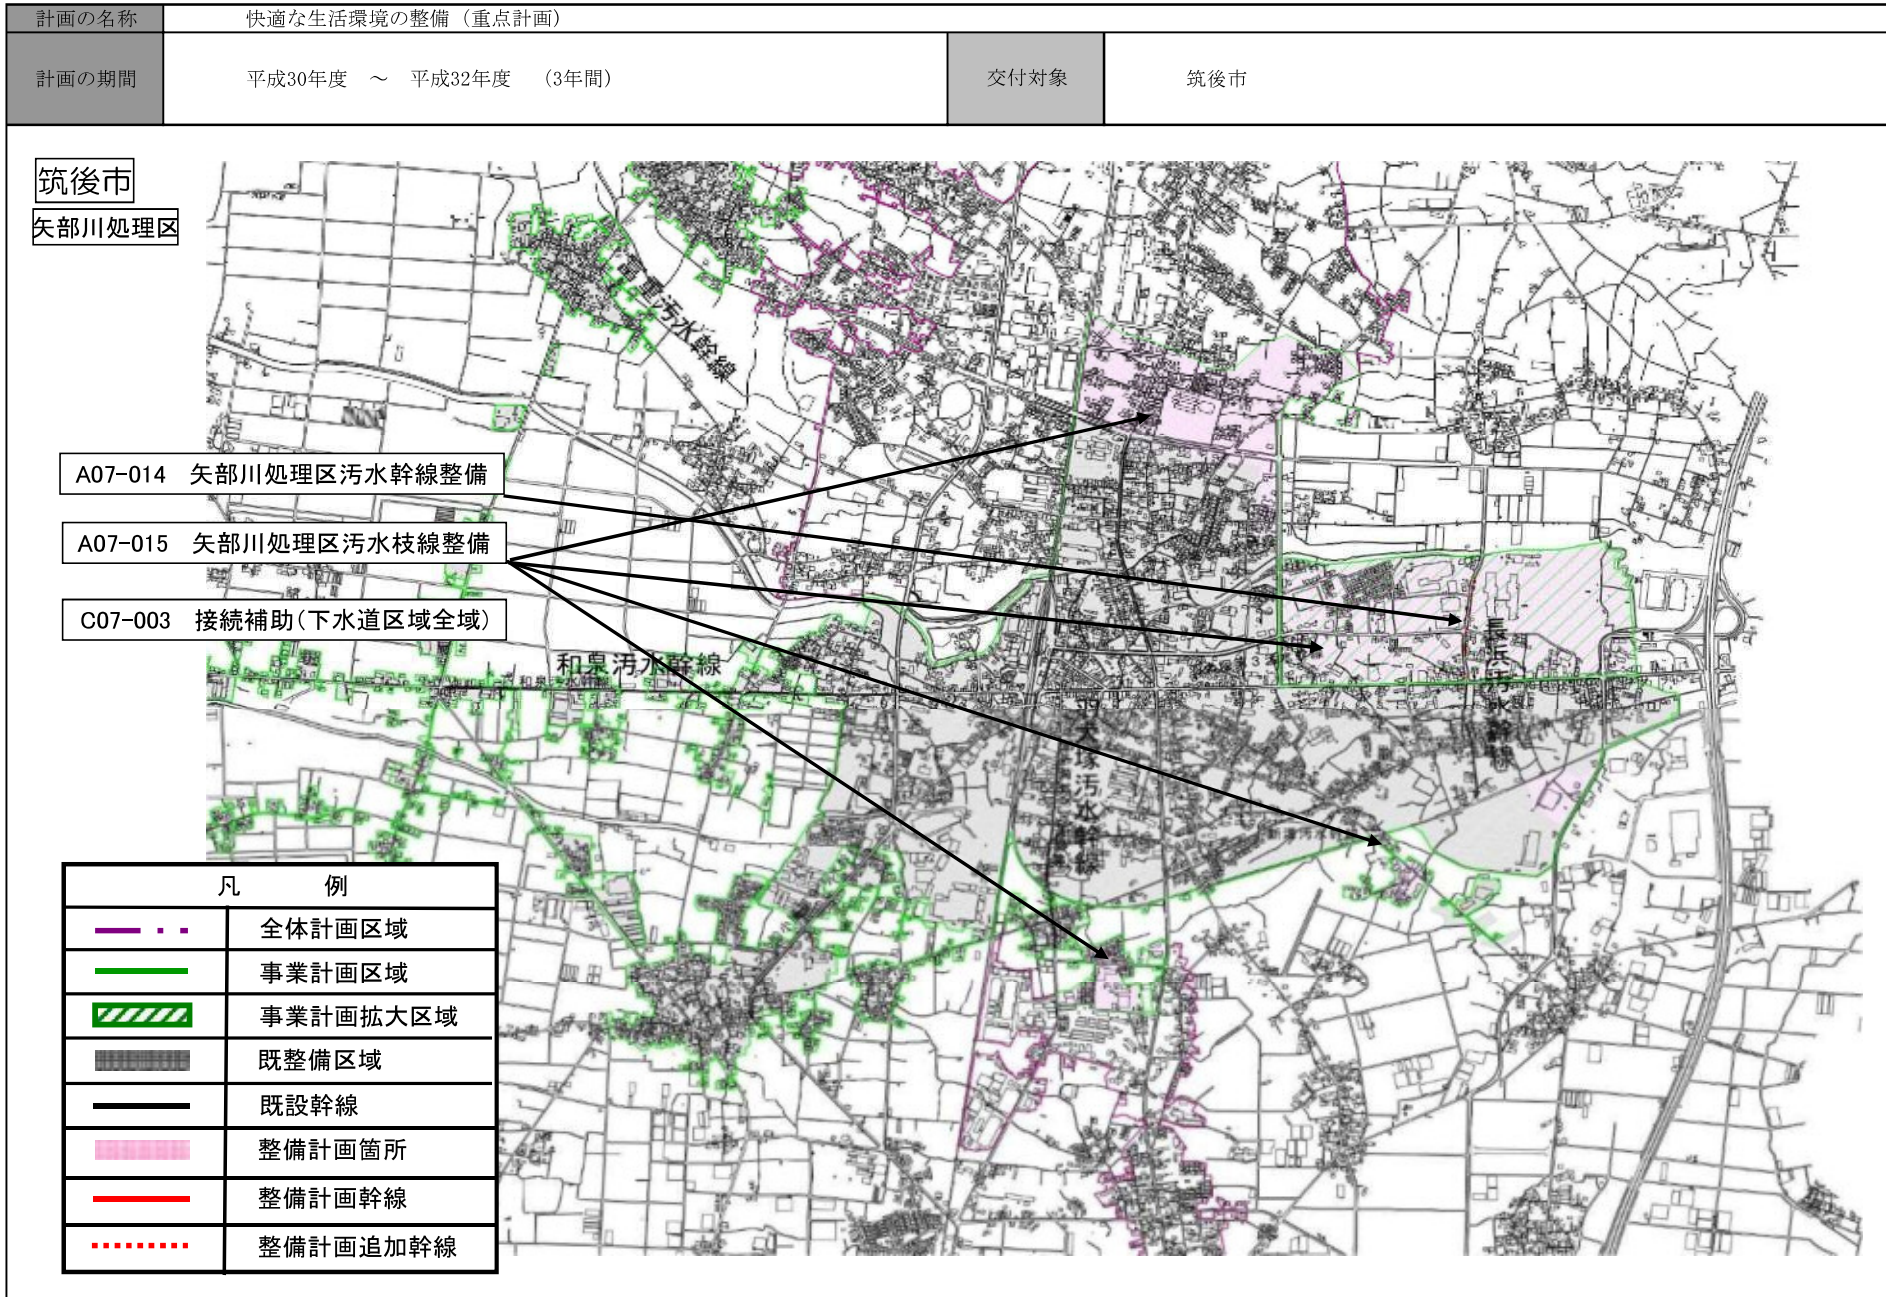 計画の名称 快適な生活環境の整備（重点計画）
計画の期間 平成30年度 ～ 平成32年度 （3年間） 交付対象 筑後市
筑後市
矢部川処理区
富重汚水幹線
A07-014 矢部川処理区汚水幹線整備
A07-015 矢部川処理区汚水枝線整備
C07-003 接続補助(下水道区域全域)
和泉汚水幹線
長浜汚水幹線
大塚汚水幹線
凡 例
全体計画区域
事業計画区域
事業計画拡大区域
既整備区域
既設幹線
整備計画箇所
整備計画幹線
整備計画追加幹線